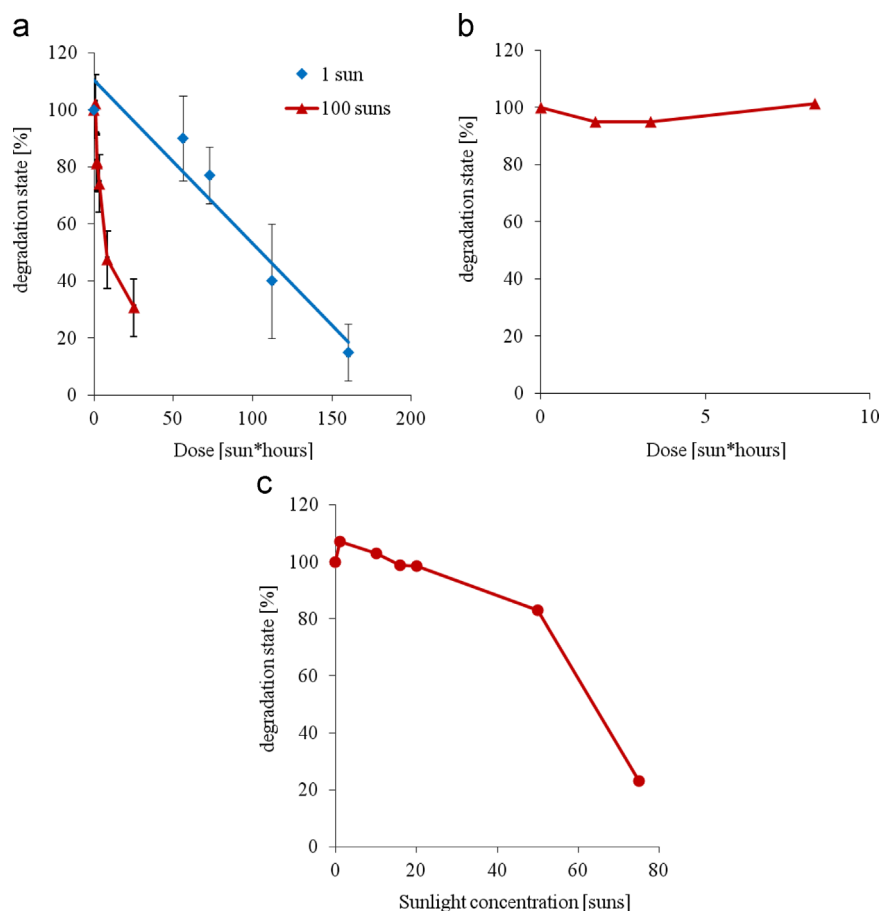 a
120
100
80
60
40
20
0
degradation state [%]
1 sun
100 suns
0 50 100 150 200
Dose [sun*hours]
b
120
100
80
60
40
20
0
degradation state [%]
0 5 10
Dose [sun*hours]
c
120
100
80
60
40
20
0
degradation state [%]
0 20 40 60 80
Sunlight concentration [suns]